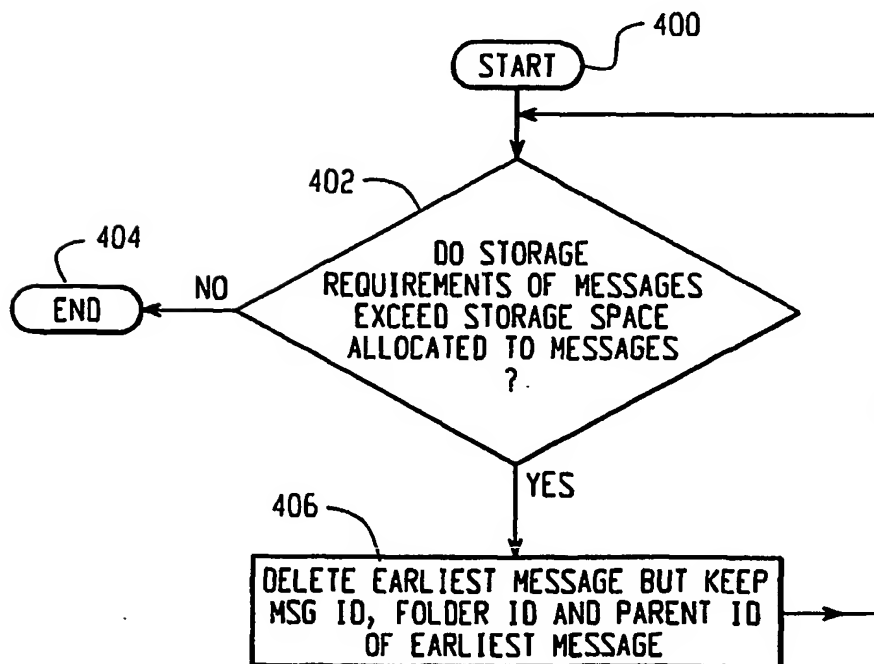 400
START
402
DO STORAGE
REQUIREMENTS OF MESSAGES
EXCEED STORAGE SPACE
ALLOCATED TO MESSAGES
?
404
END
NO
YES
406
DELETE EARLIEST MESSAGE BUT KEEP
MSG ID, FOLDER ID AND PARENT ID
OF EARLIEST MESSAGE